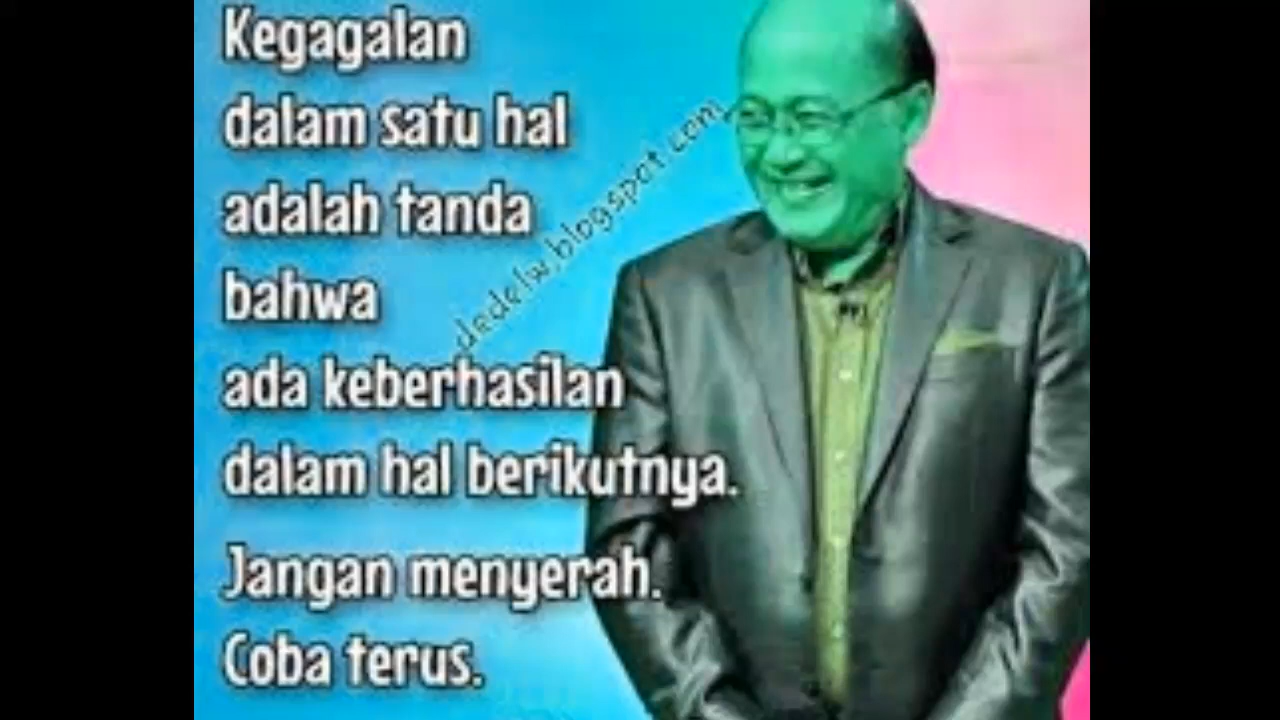 Kegagalan
dalam satu hal
adalah tanda
bahwa
ada keberhasilan
dalam hal berikutnya.
Jangan menyerah.
Coba terus.
dedelw.blogspot.com